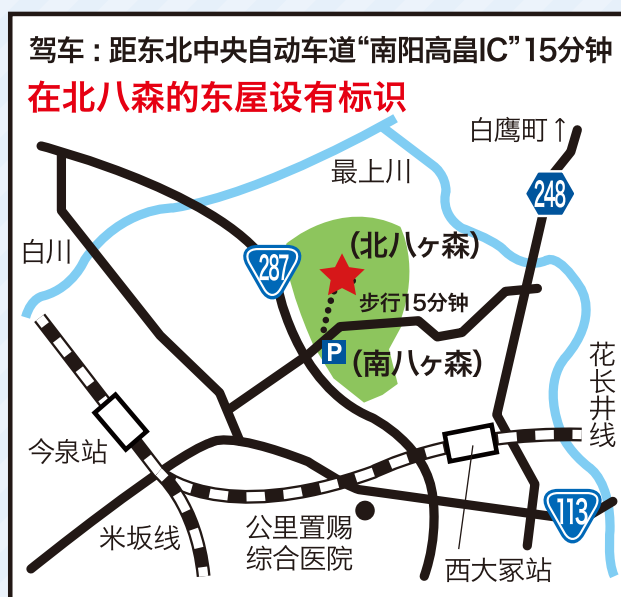 驾车：距东北中央自动车道“南阳高畠IC”15分钟
在北八森的东屋设有标识
白鹰町↑
最上川
248
白川
（北八ヶ森）
287
步行15分钟
P
（南八ヶ森）
花长井线
今泉站
113
米坂线
公里置赐
综合医院
西大冢站